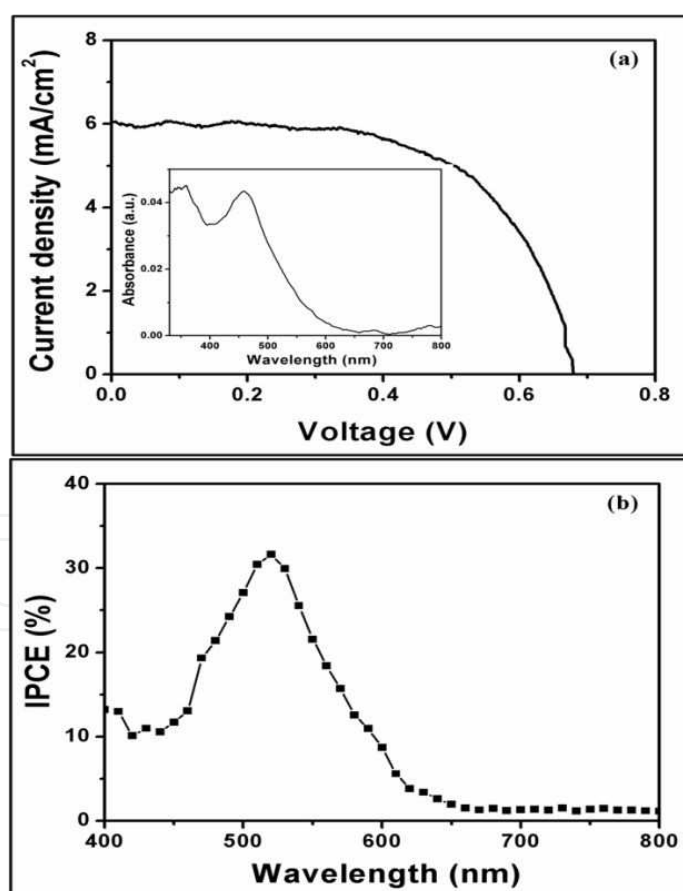 (a)
Current density (mA/cm²)
8
6
4
2
0
0.0 0.2 0.4 0.6 0.8
Voltage (V)
Absorbance (a.u.)
0.04
0.02
0.00
400 500 600 700 800
Wavelength (nm)
(b)
IPCE (%)
40
30
20
10
0
400 500 600 700 800
Wavelength (nm)